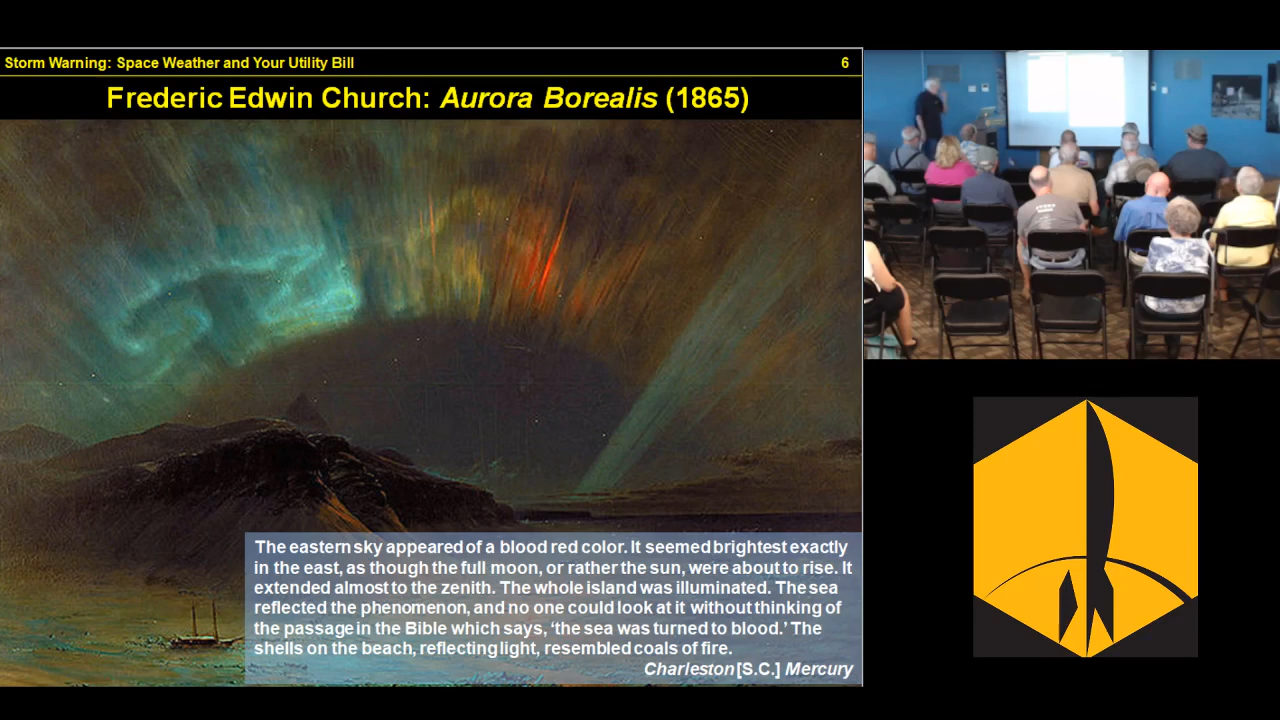 Storm Warning: Space Weather and Your Utility Bill 6
Frederic Edwin Church: Aurora Borealis (1865)
The eastern sky appeared of a blood red color. It seemed brightest exactly
in the east, as though the full moon, or rather the sun, were about to rise. It
extended almost to the zenith. The whole island was illuminated. The sea
reflected the phenomenon, and no one could look at it without thinking of
the passage in the Bible which says, ‘the sea was turned to blood.’ The
shells on the beach, reflecting light, resembled coals of fire.
Charleston [S.C.] Mercury